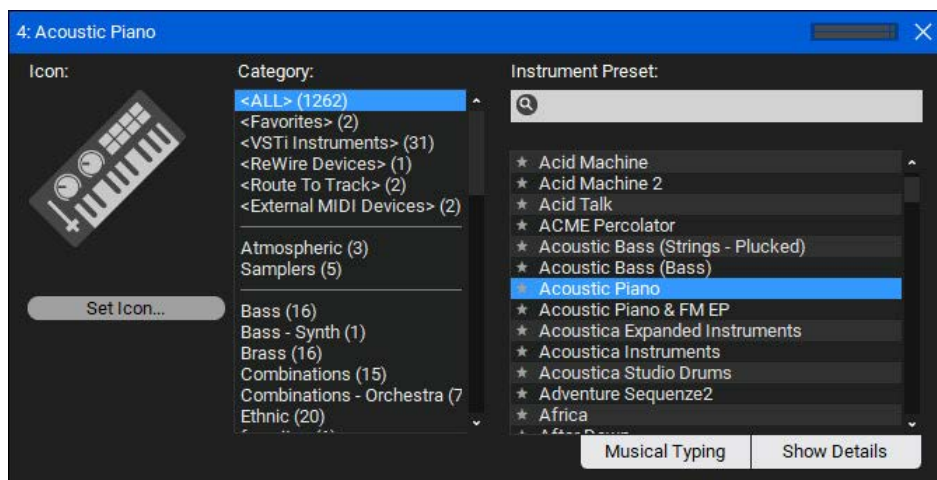 4: Acoustic Piano
Icon:
Set Icon...
Category:
<ALL> (1262)
<Favorites> (2)
<VSTi Instruments> (31)
<ReWire Devices> (1)
<Route To Track> (2)
<External MIDI Devices> (2)
Atmospheric (3)
Samplers (5)
Bass (16)
Bass - Synth (1)
Brass (16)
Combinations (15)
Combinations - Orchestra (7
Ethnic (20)
Instrument Preset:
Acid Machine
Acid Machine 2
Acid Talk
ACME Percolator
Acoustic Bass (Strings - Plucked)
Acoustic Bass (Bass)
Acoustic Piano
Acoustic Piano & FM EP
Acoustica Expanded Instruments
Acoustica Instruments
Acoustica Studio Drums
Adventure Sequenze2
Africa
Musical Typing
Show Details